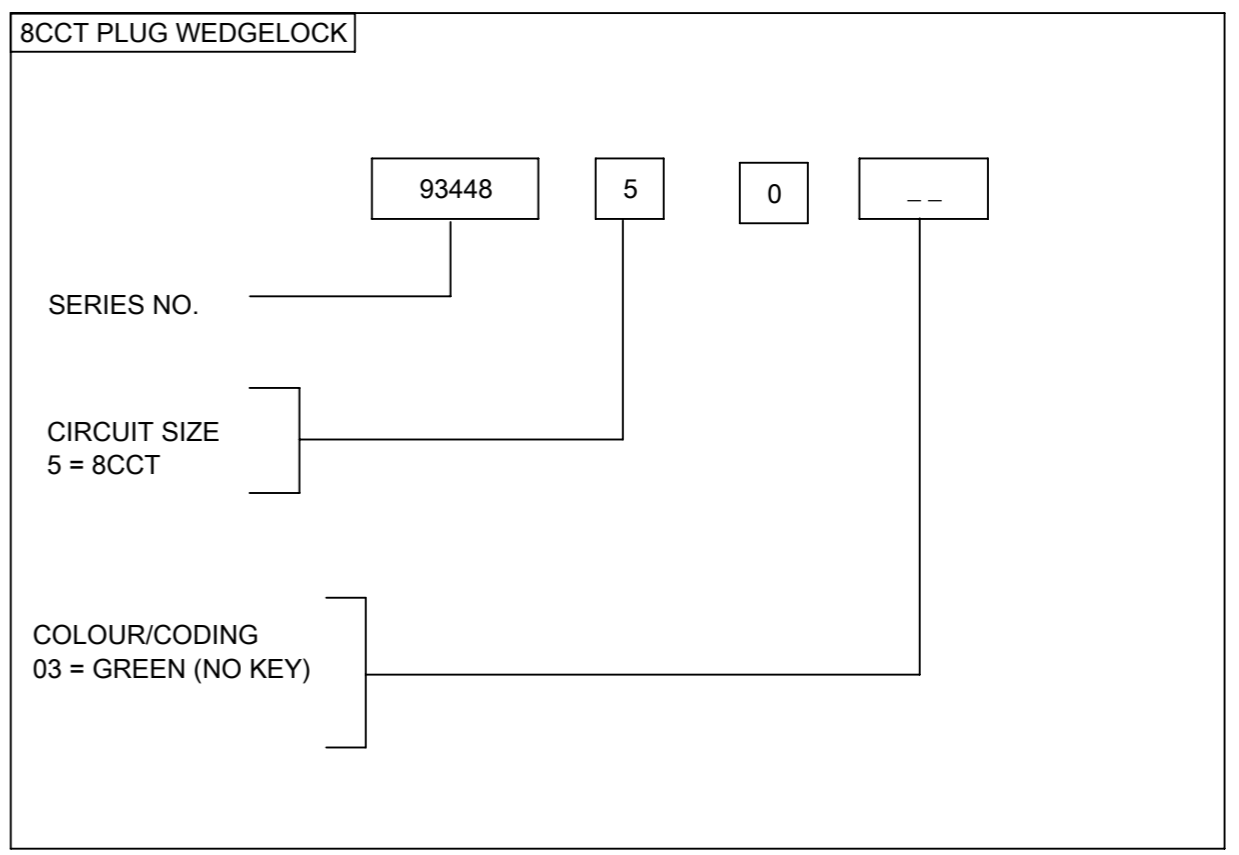 8CCT PLUG WEDGELOCK
93448 5 0 _ _
SERIES NO.
CIRCUIT SIZE
5 = 8CCT
COLOUR/CODING
03 = GREEN (NO KEY)